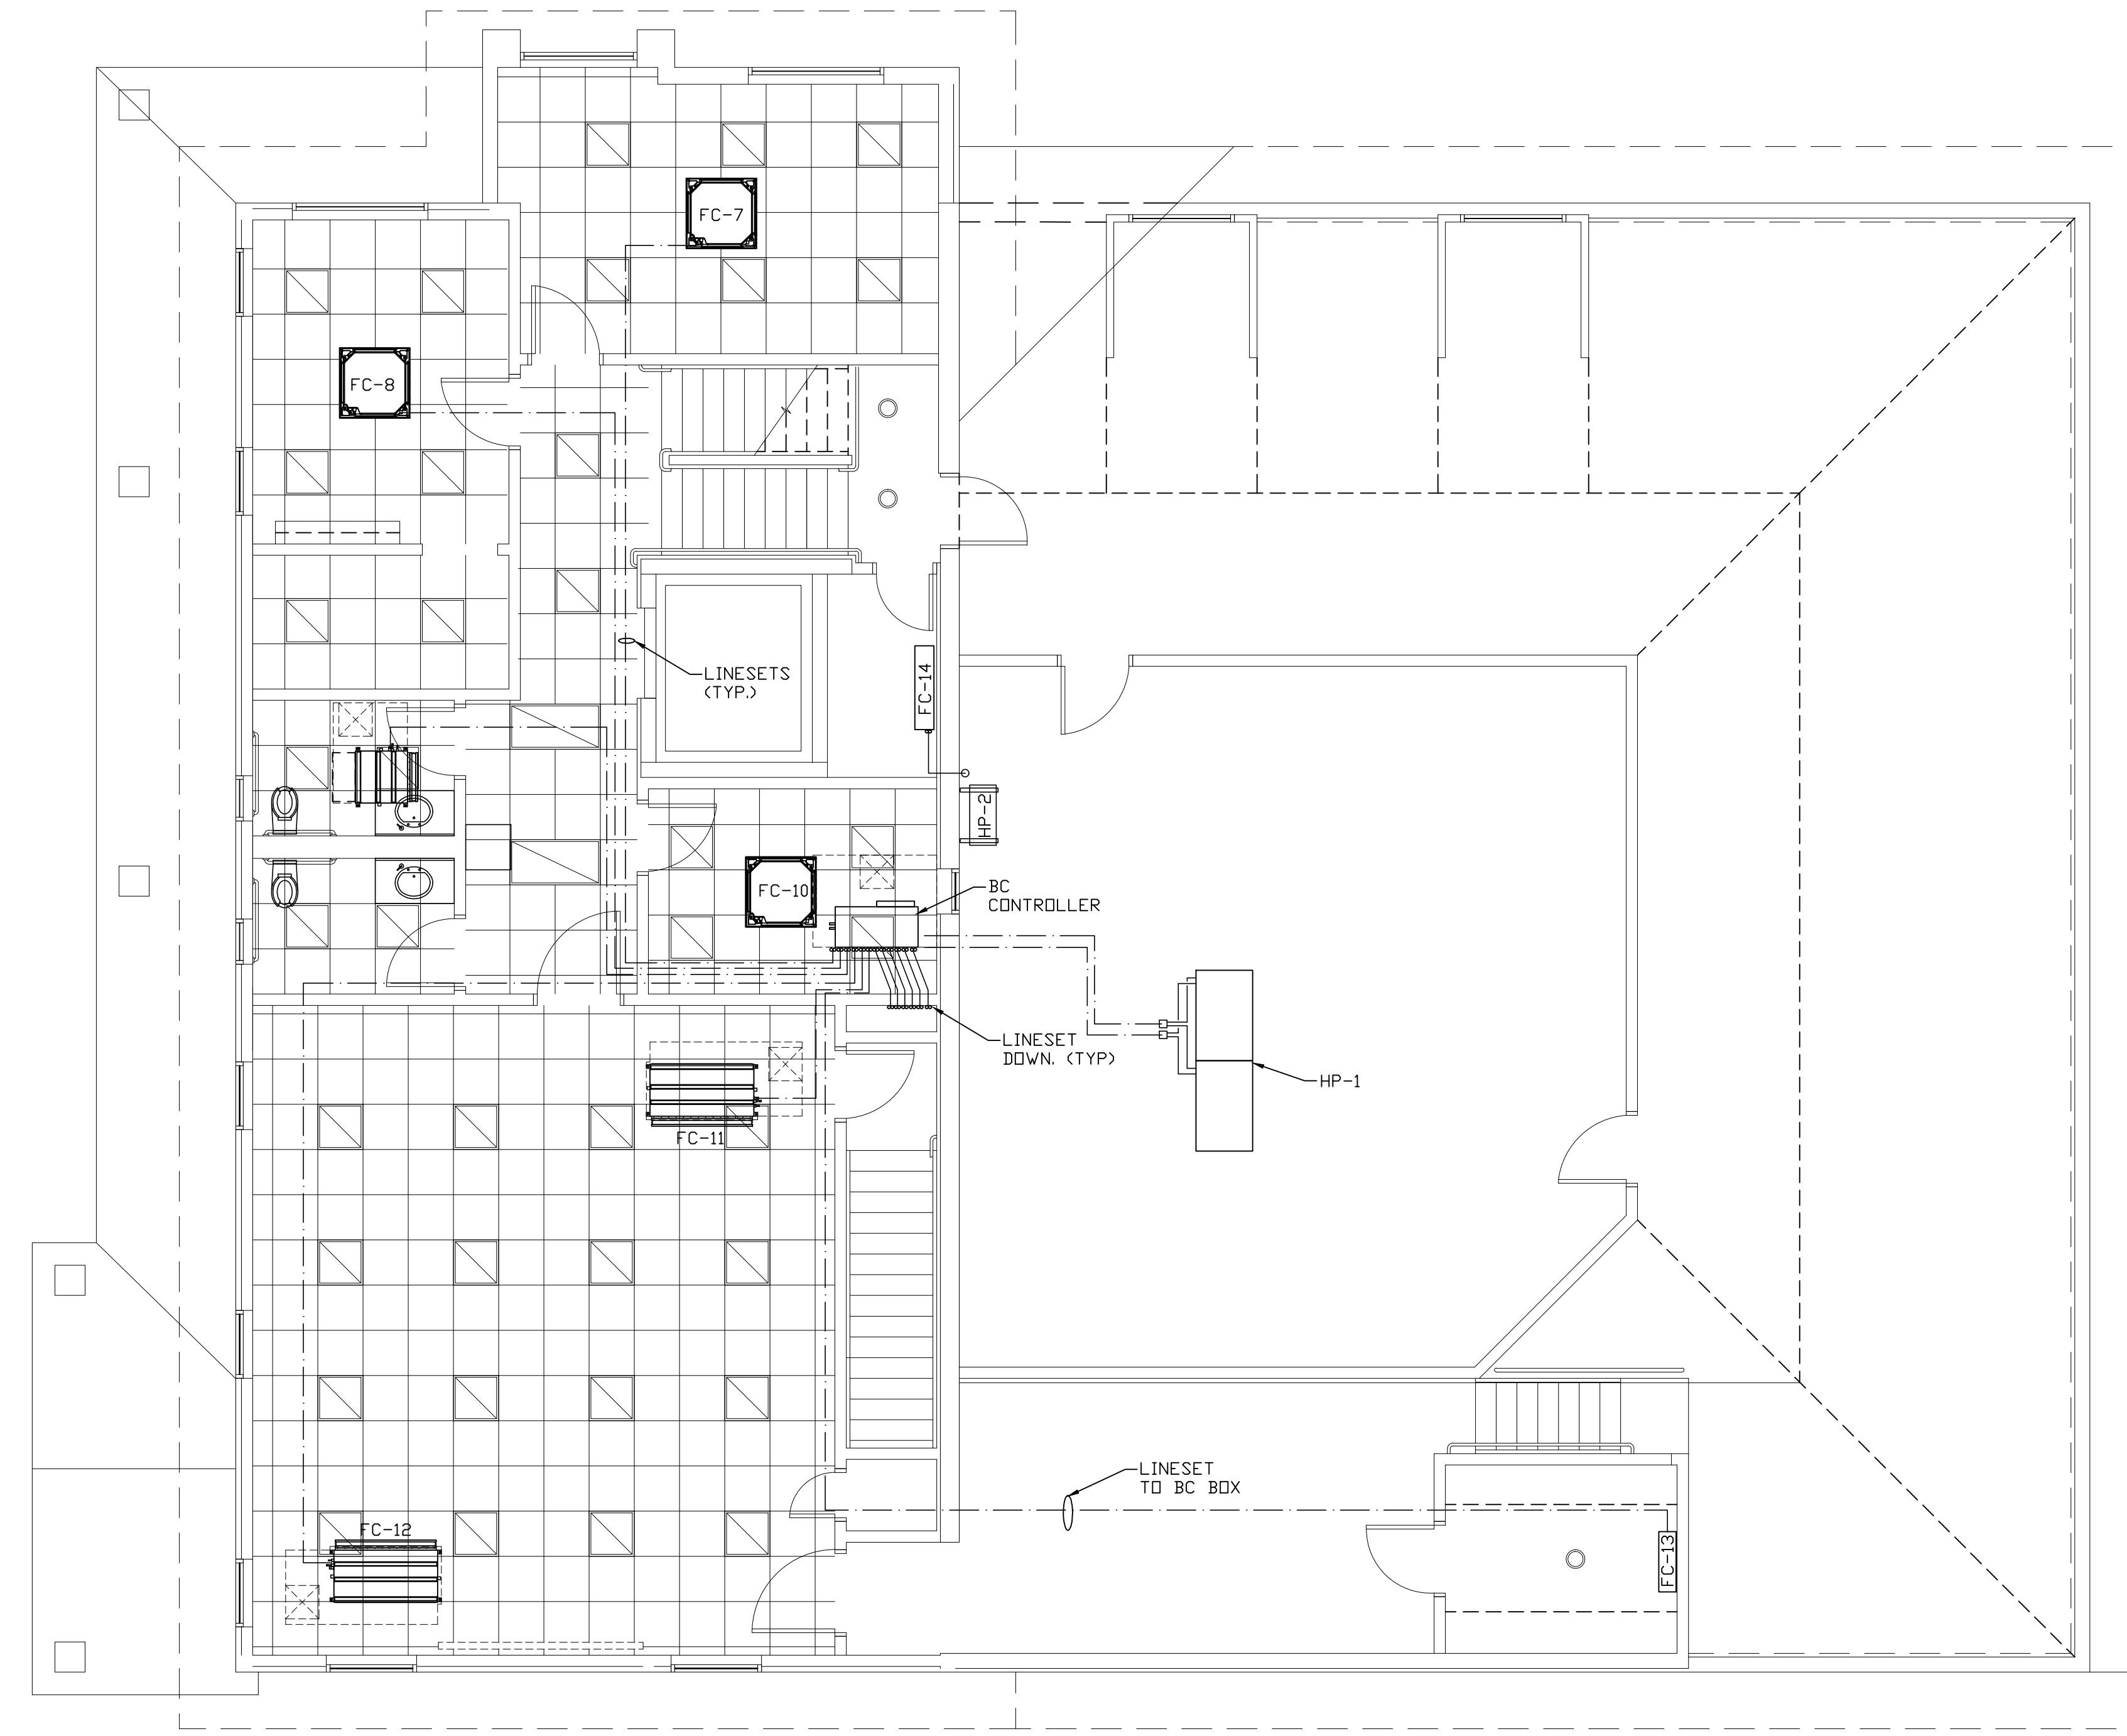 FC-7
FC-8
LINESETS
(TYP.)
FC-14
HP-2
FC-10
BC
CONTROLLER
LINESET
DOWN. (TYP)
HP-1
FC-11
LINESET
TO BC BOX
FC-12
FC-13